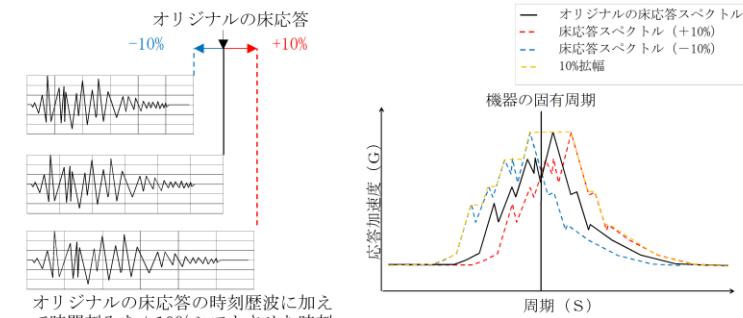 オリジナルの床応答
-10%
+10%
オリジナルの床応答の時刻歴波に加え
オリジナルの床応答スペクトル
床応答スペクトル（＋10%）
床応答スペクトル（－10%）
10%拡幅
機器の固有周期
応答加速度（G）
周期（S）